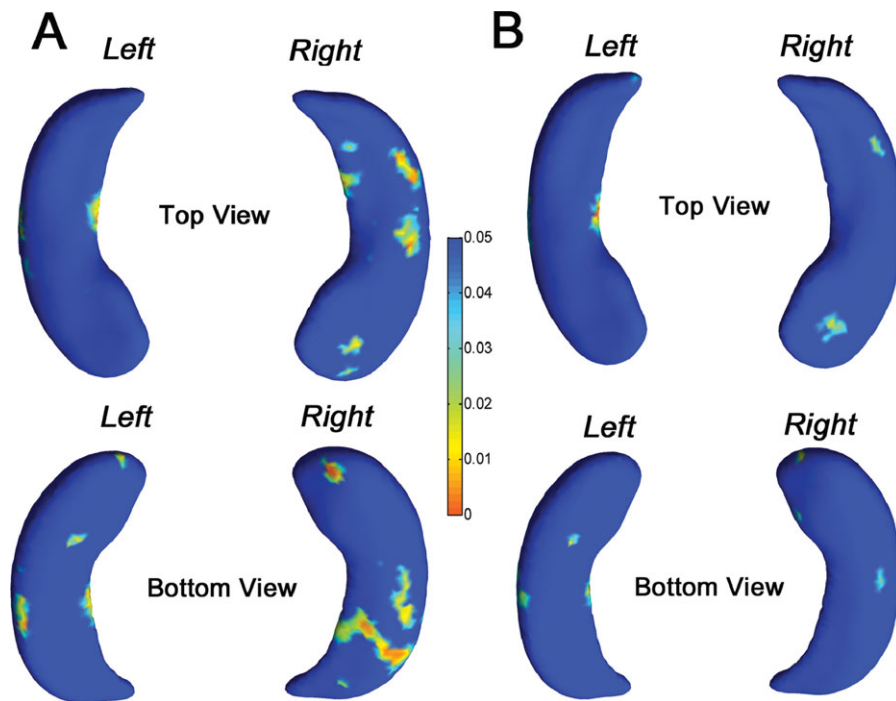 A
Left
Right
Top View
B
Left
Right
Top View
0.05
0.04
0.03
0.02
0.01
0
Left
Right
Bottom View
Left
Right
Bottom View